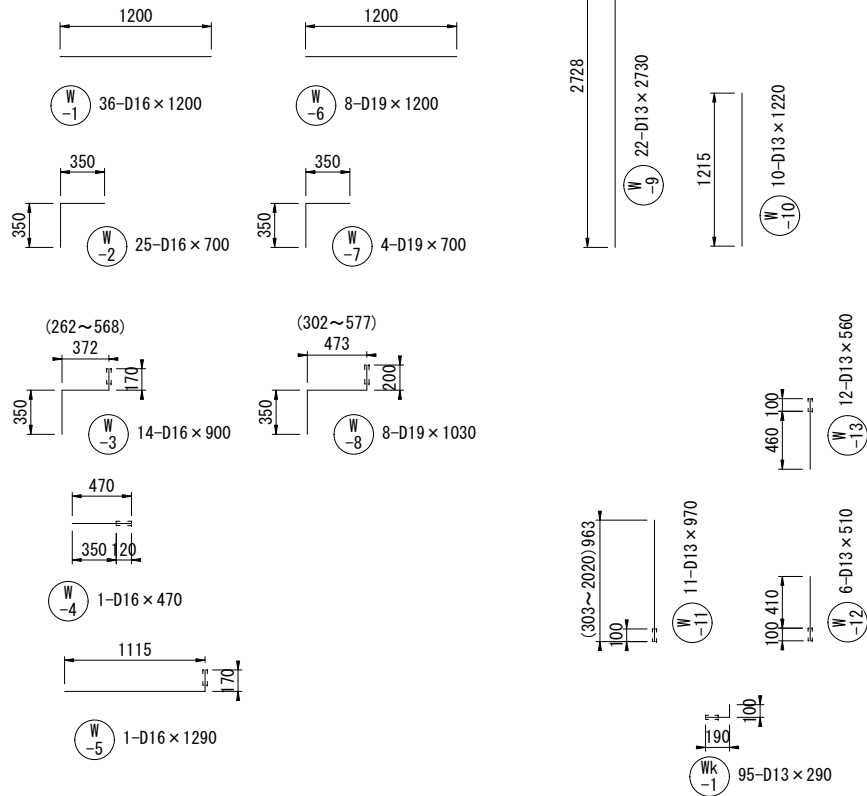 1200
W
-1
36-D16×1200
1200
W
-6
8-D19×1200
350
350
W
-2
25-D16×700
350
350
W
-7
4-D19×700
(262～568)
372
170
350
W
-3
14-D16×900
(302～577)
473
200
350
W
-8
8-D19×1030
470
350
120
W
-4
1-D16×470
1115
170
W
-5
1-D16×1290
2728
22-D13×2730
W
-9
1215
10-D13×1220
W
-10
100
460
12-D13×560
W
-13
(303～2020)963
100
11-D13×970
W
-11
410
100
6-D13×510
W
-12
100
190
Wk
-1
95-D13×290